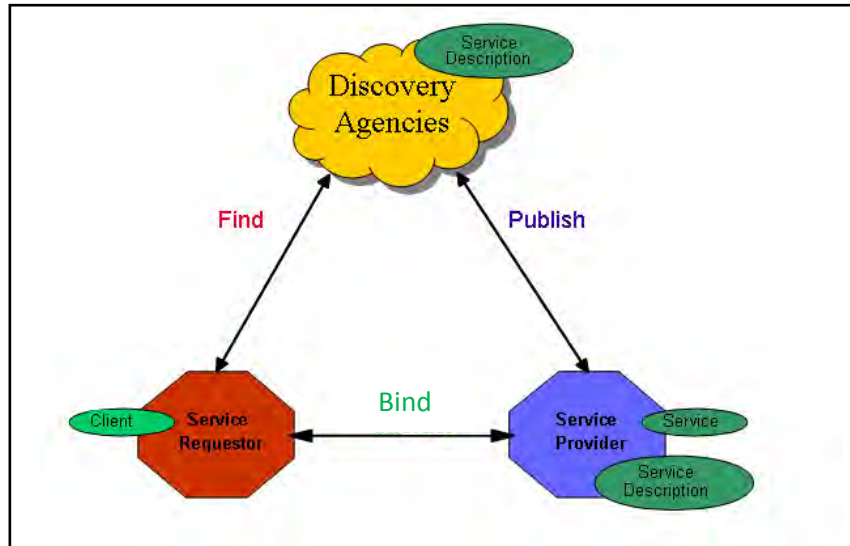 Service
Description
Discovery
Agencies
Find
Publish
Bind
Client
Service
Requestor
Service
Provider
Service
Service
Description